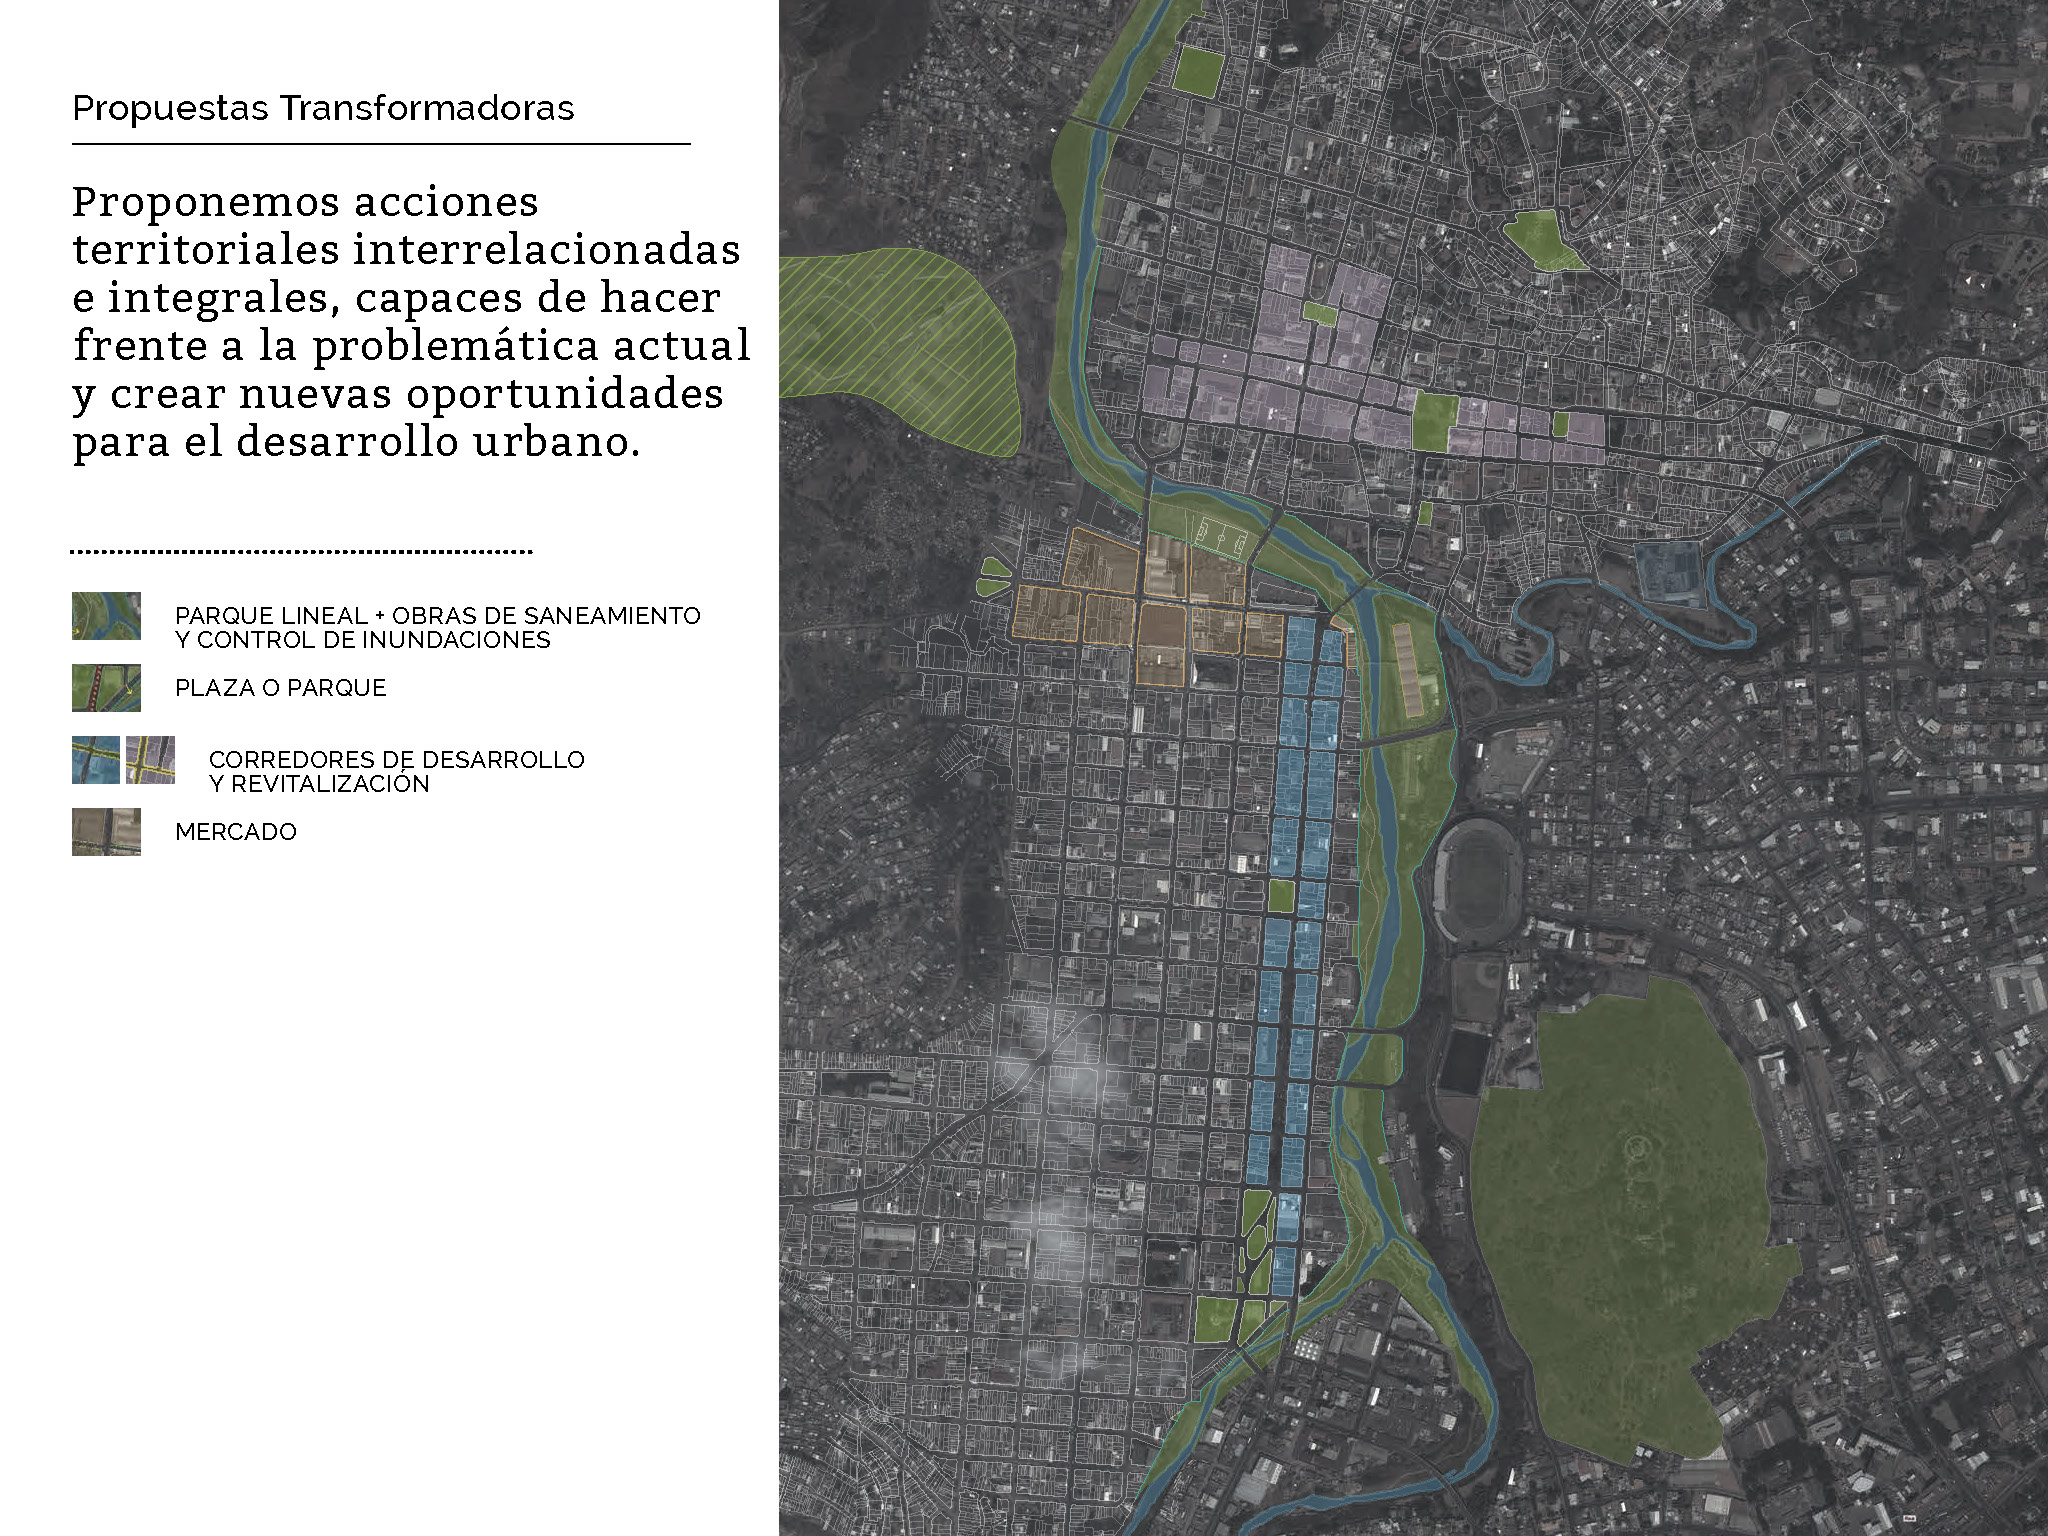 Propuestas Transformadoras
Proponemos acciones
territoriales interrelacionadas
e integrales, capaces de hacer
frente a la problemática actual
y crear nuevas oportunidades
para el desarrollo urbano.
PARQUE LINEAL + OBRAS DE SANEAMIENTO
Y CONTROL DE INUNDACIONES
PLAZA O PARQUE
CORREDORES DE DESARROLLO
Y REVITALIZACIÓN
MERCADO